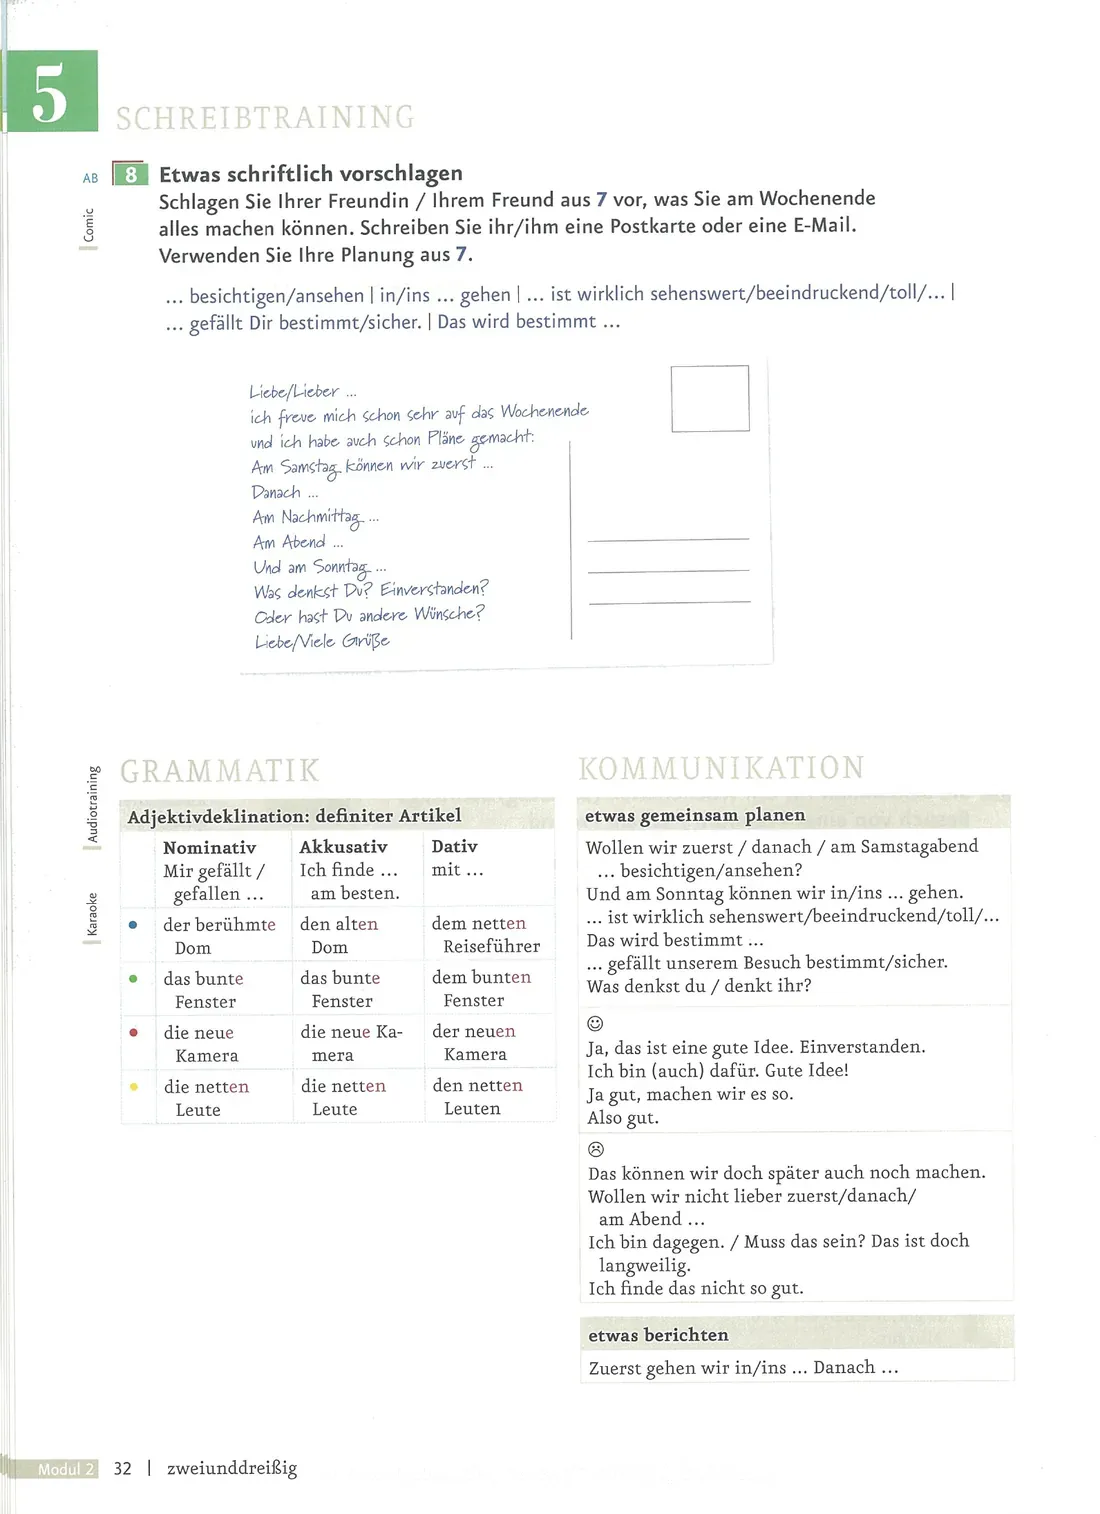 5
SCHREIBTRAINING
AB
8
Etwas schriftlich vorschlagen
Comic
Schlagen Sie Ihrer Freundin / Ihrem Freund aus 7 vor, was Sie am Wochenende
alles machen können. Schreiben Sie ihr/ihm eine Postkarte oder eine E-Mail.
Verwenden Sie Ihre Planung aus 7.
... besichtigen/ansehen | in/ins ... gehen | ... ist wirklich sehenswert/beeindruckend/toll/... |
... gefällt Dir bestimmt/sicher. | Das wird bestimmt ...
Liebe/Lieber ...
ich freue mich schon sehr auf das Wochenende
und ich habe auch schon Pläne gemacht:
Am Samstag können wir zuerst ...
Danach ...
Am Nachmittag ...
Am Abend ...
Und am Sonntag ...
Was denkst Du? Einverstanden?
Oder hast Du andere Wünsche?
Liebe/Viele Grüße
Audiotraining
Karaoke
GRAMMATIK
Adjektivdeklination: definiter Artikel
Nominativ Akkusativ Dativ
Mir gefällt / Ich finde ... mit ...
gefallen ... am besten.
der berühmte den alten dem netten
Dom Dom Reiseführer
das bunte das bunte dem bunten
Fenster Fenster Fenster
die neue die neue Ka- der neuen
Kamera mera Kamera
die netten die netten den netten
Leute Leute Leuten
KOMMUNIKATION
etwas gemeinsam planen
Wollen wir zuerst / danach / am Samstagabend
... besichtigen/ansehen?
Und am Sonntag können wir in/ins ... gehen.
... ist wirklich sehenswert/beeindruckend/toll/...
Das wird bestimmt ...
... gefällt unserem Besuch bestimmt/sicher.
Was denkst du / denkt ihr?
Ja, das ist eine gute Idee. Einverstanden.
Ich bin (auch) dafür. Gute Idee!
Ja gut, machen wir es so.
Also gut.
Das können wir doch später auch noch machen.
Wollen wir nicht lieber zuerst/danach/
am Abend ...
Ich bin dagegen. / Muss das sein? Das ist doch
langweilig.
Ich finde das nicht so gut.
etwas berichten
Zuerst gehen wir in/ins ... Danach ...
Modul 2 32 | zweiunddreißig